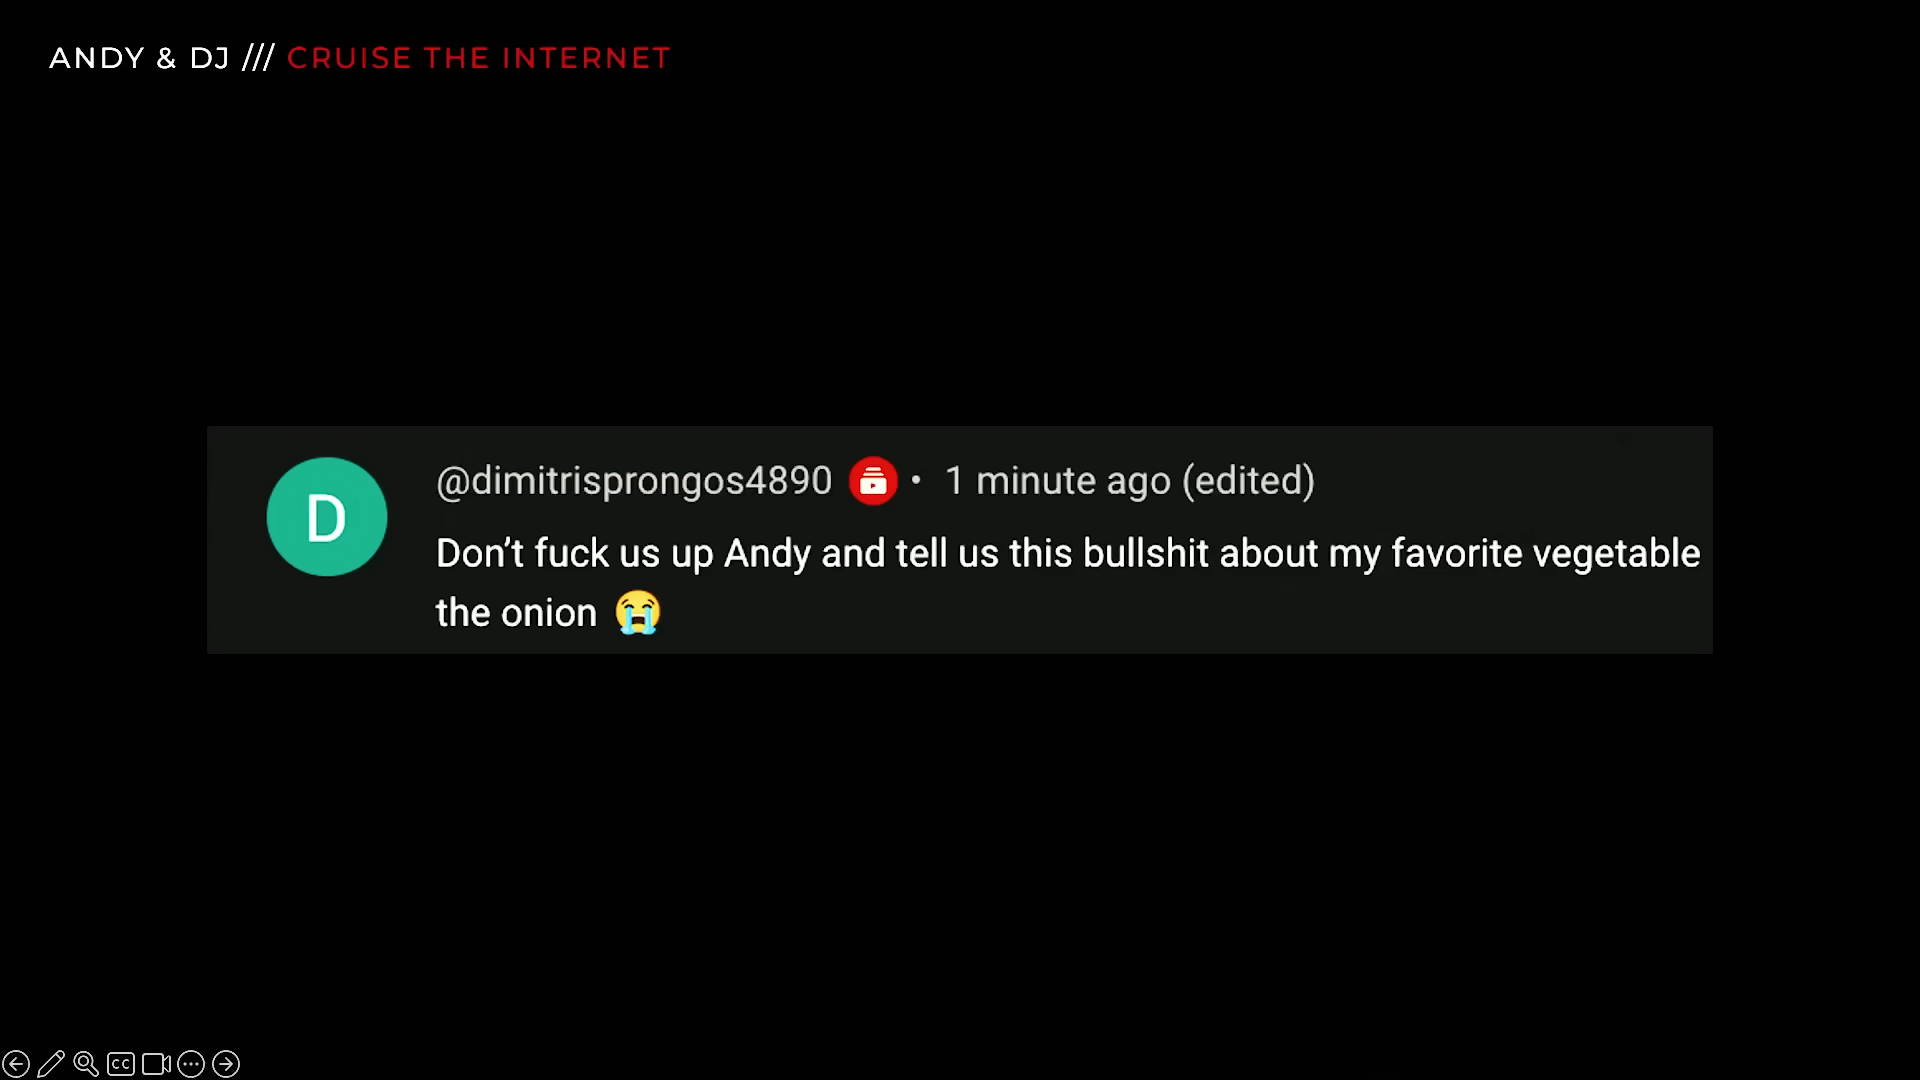 ANDY & DJ /// CRUISE THE INTERNET
D
@dimitrisprongos4890 • 1 minute ago (edited)
Don't fuck us up Andy and tell us this bullshit about my favorite vegetable
the onion 😭
CC